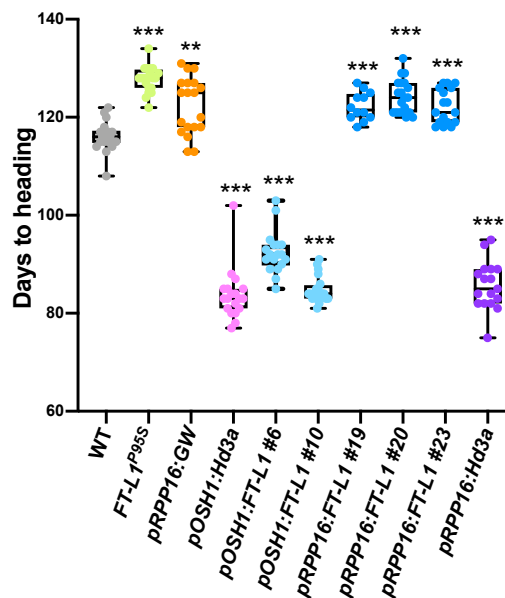 140
120
100
80
60
Days to heading
***
**
***
***
***
***
***
***
***
WT
FT-L1P95S
pRPP16:GW
pOSH1:Hd3a
pOSH1:FT-L1 #6
pOSH1:FT-L1 #10
pRPP16:FT-L1 #19
pRPP16:FT-L1 #20
pRPP16:FT-L1 #23
pRPP16:Hd3a